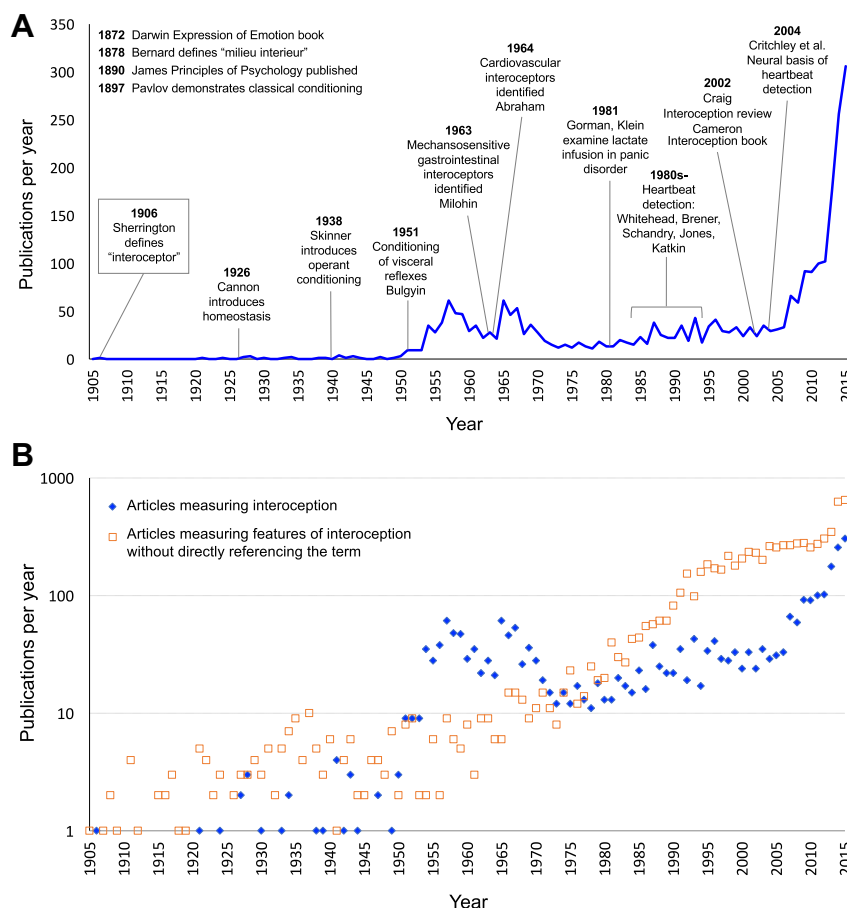 A
1872 Darwin Expression of Emotion book
1878 Bernard defines “milieu interieur”
1890 James Principles of Psychology published
1897 Pavlov demonstrates classical conditioning
1906
Sherrington
defines
“interoceptor”
1926
Cannon
introduces
homeostasis
1938
Skinner
introduces
operant
conditioning
1951
Conditioning
of visceral
reflexes
Bulgyin
1963
Mechansosensitive
gastrointestinal
interoceptors
identified
Milohin
1964
Cardiovascular
interoceptors
identified
Abraham
1981
Gorman, Klein
examine lactate
infusion in panic
disorder
1980s-
Heartbeat
detection:
Whitehead, Brener,
Schandry, Jones,
Katkin
2002
Craig
Interoception review
Cameron
Interoception book
2004
Critchley et al.
Neural basis of
heartbeat
detection
Publications per year
350
300
250
200
150
100
50
0
1905
1910
1915
1920
1925
1930
1935
1940
1945
1950
1955
1960
1965
1970
1975
1980
1985
1990
1995
2000
2005
2010
2015
Year
B
Articles measuring interoception
Articles measuring features of interoception
without directly referencing the term
Publications per year
1000
100
10
1
1905
1910
1915
1920
1925
1930
1935
1940
1945
1950
1955
1960
1965
1970
1975
1980
1985
1990
1995
2000
2005
2010
2015
Year